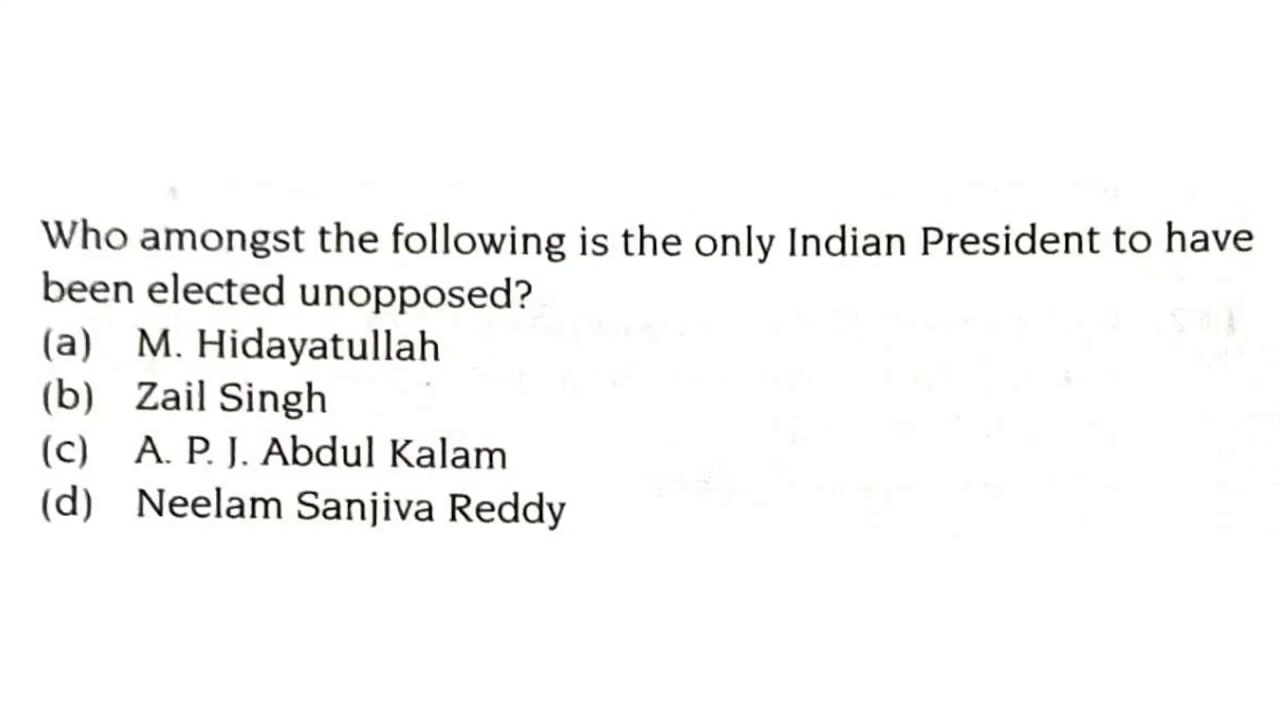 Who amongst the following is the only Indian President to have
been elected unopposed?
(a) M. Hidayatullah
(b) Zail Singh
(c) A. P. J. Abdul Kalam
(d) Neelam Sanjiva Reddy